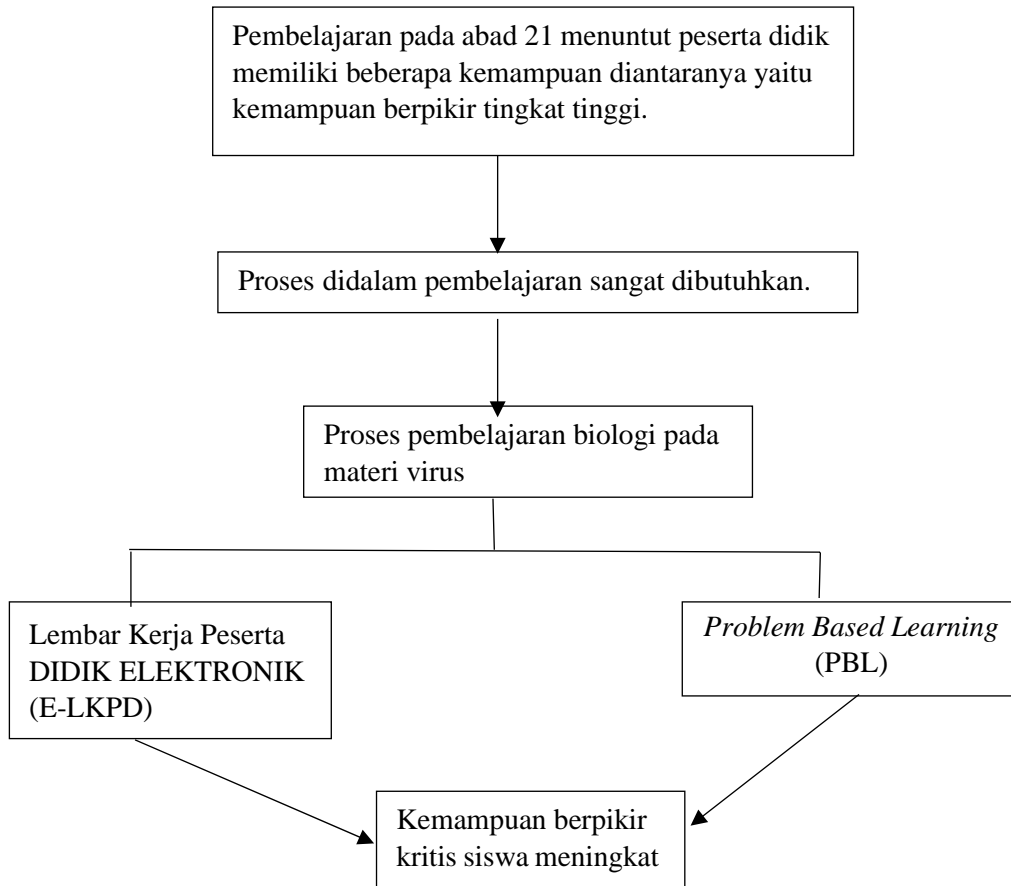 Pembelajaran pada abad 21 menuntut peserta didik
memiliki beberapa kemampuan diantaranya yaitu
kemampuan berpikir tingkat tinggi.
Proses didalam pembelajaran sangat dibutuhkan.
Proses pembelajaran biologi pada
materi virus
Lembar Kerja Peserta
DIDIK ELEKTRONIK
(E-LKPD)
Problem Based Learning
(PBL)
Kemampuan berpikir
kritis siswa meningkat